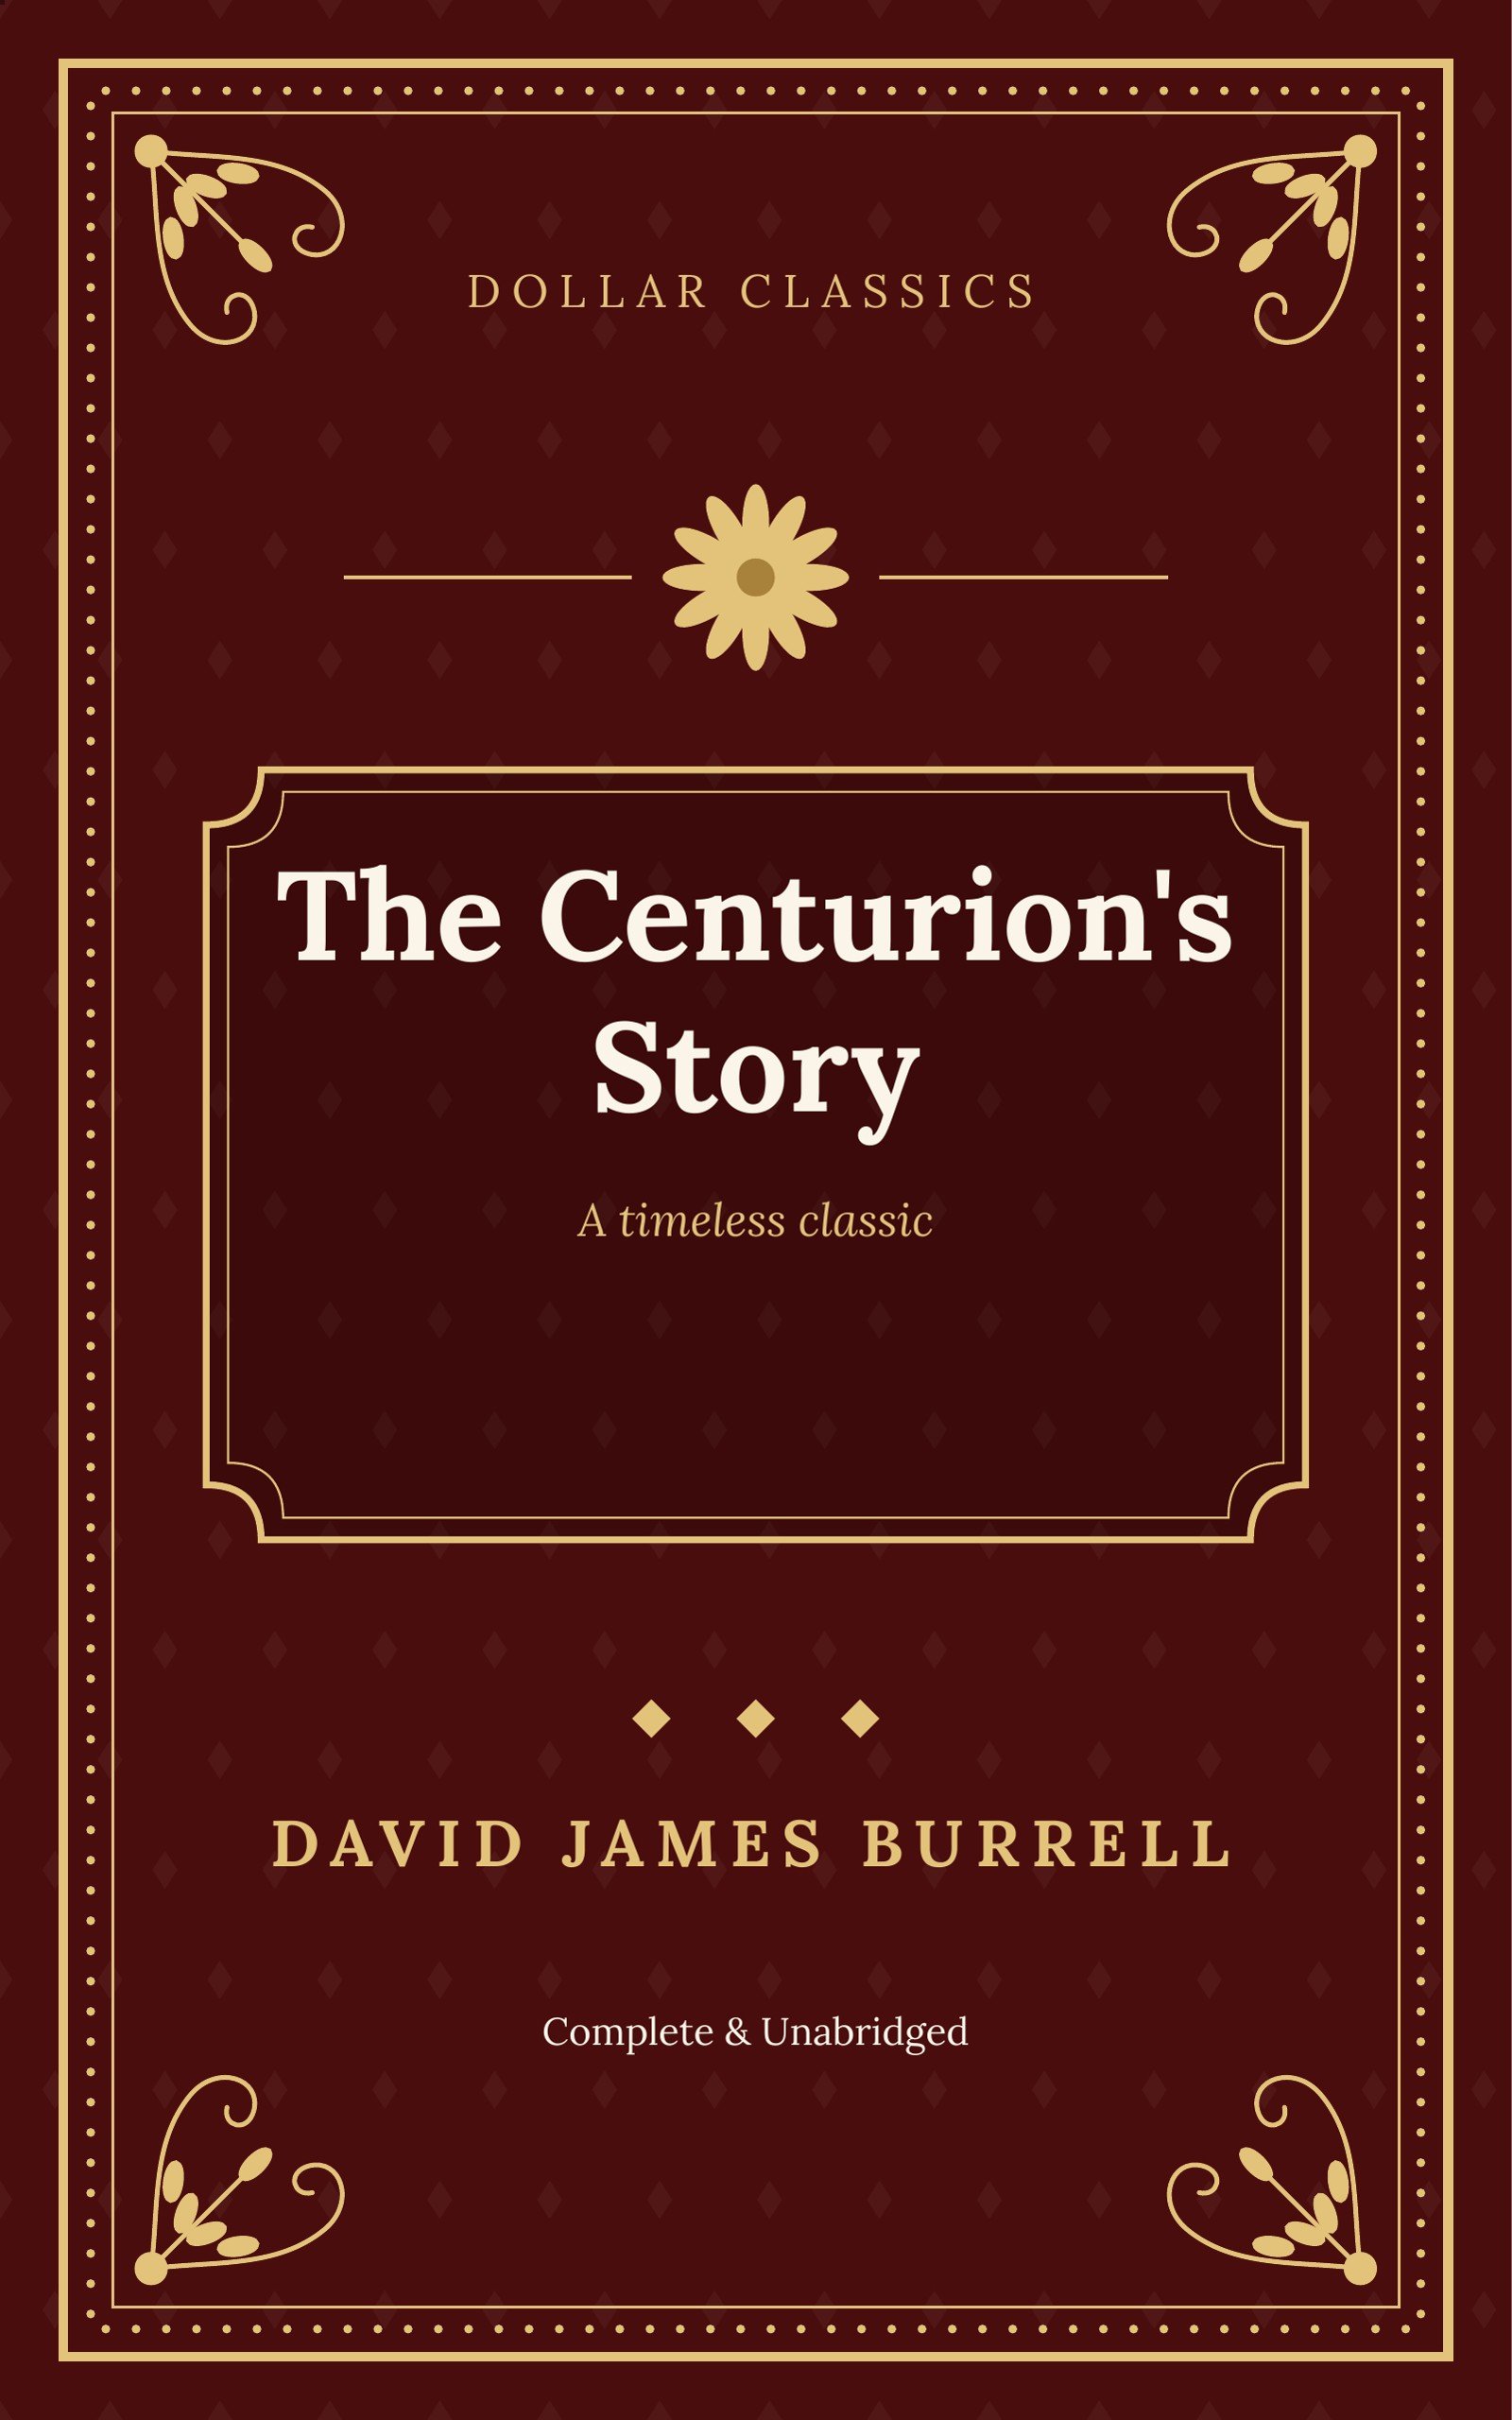 DOLLAR CLASSICS
The Centurion's
Story
A timeless classic
DAVID JAMES BURRELL
Complete & Unabridged